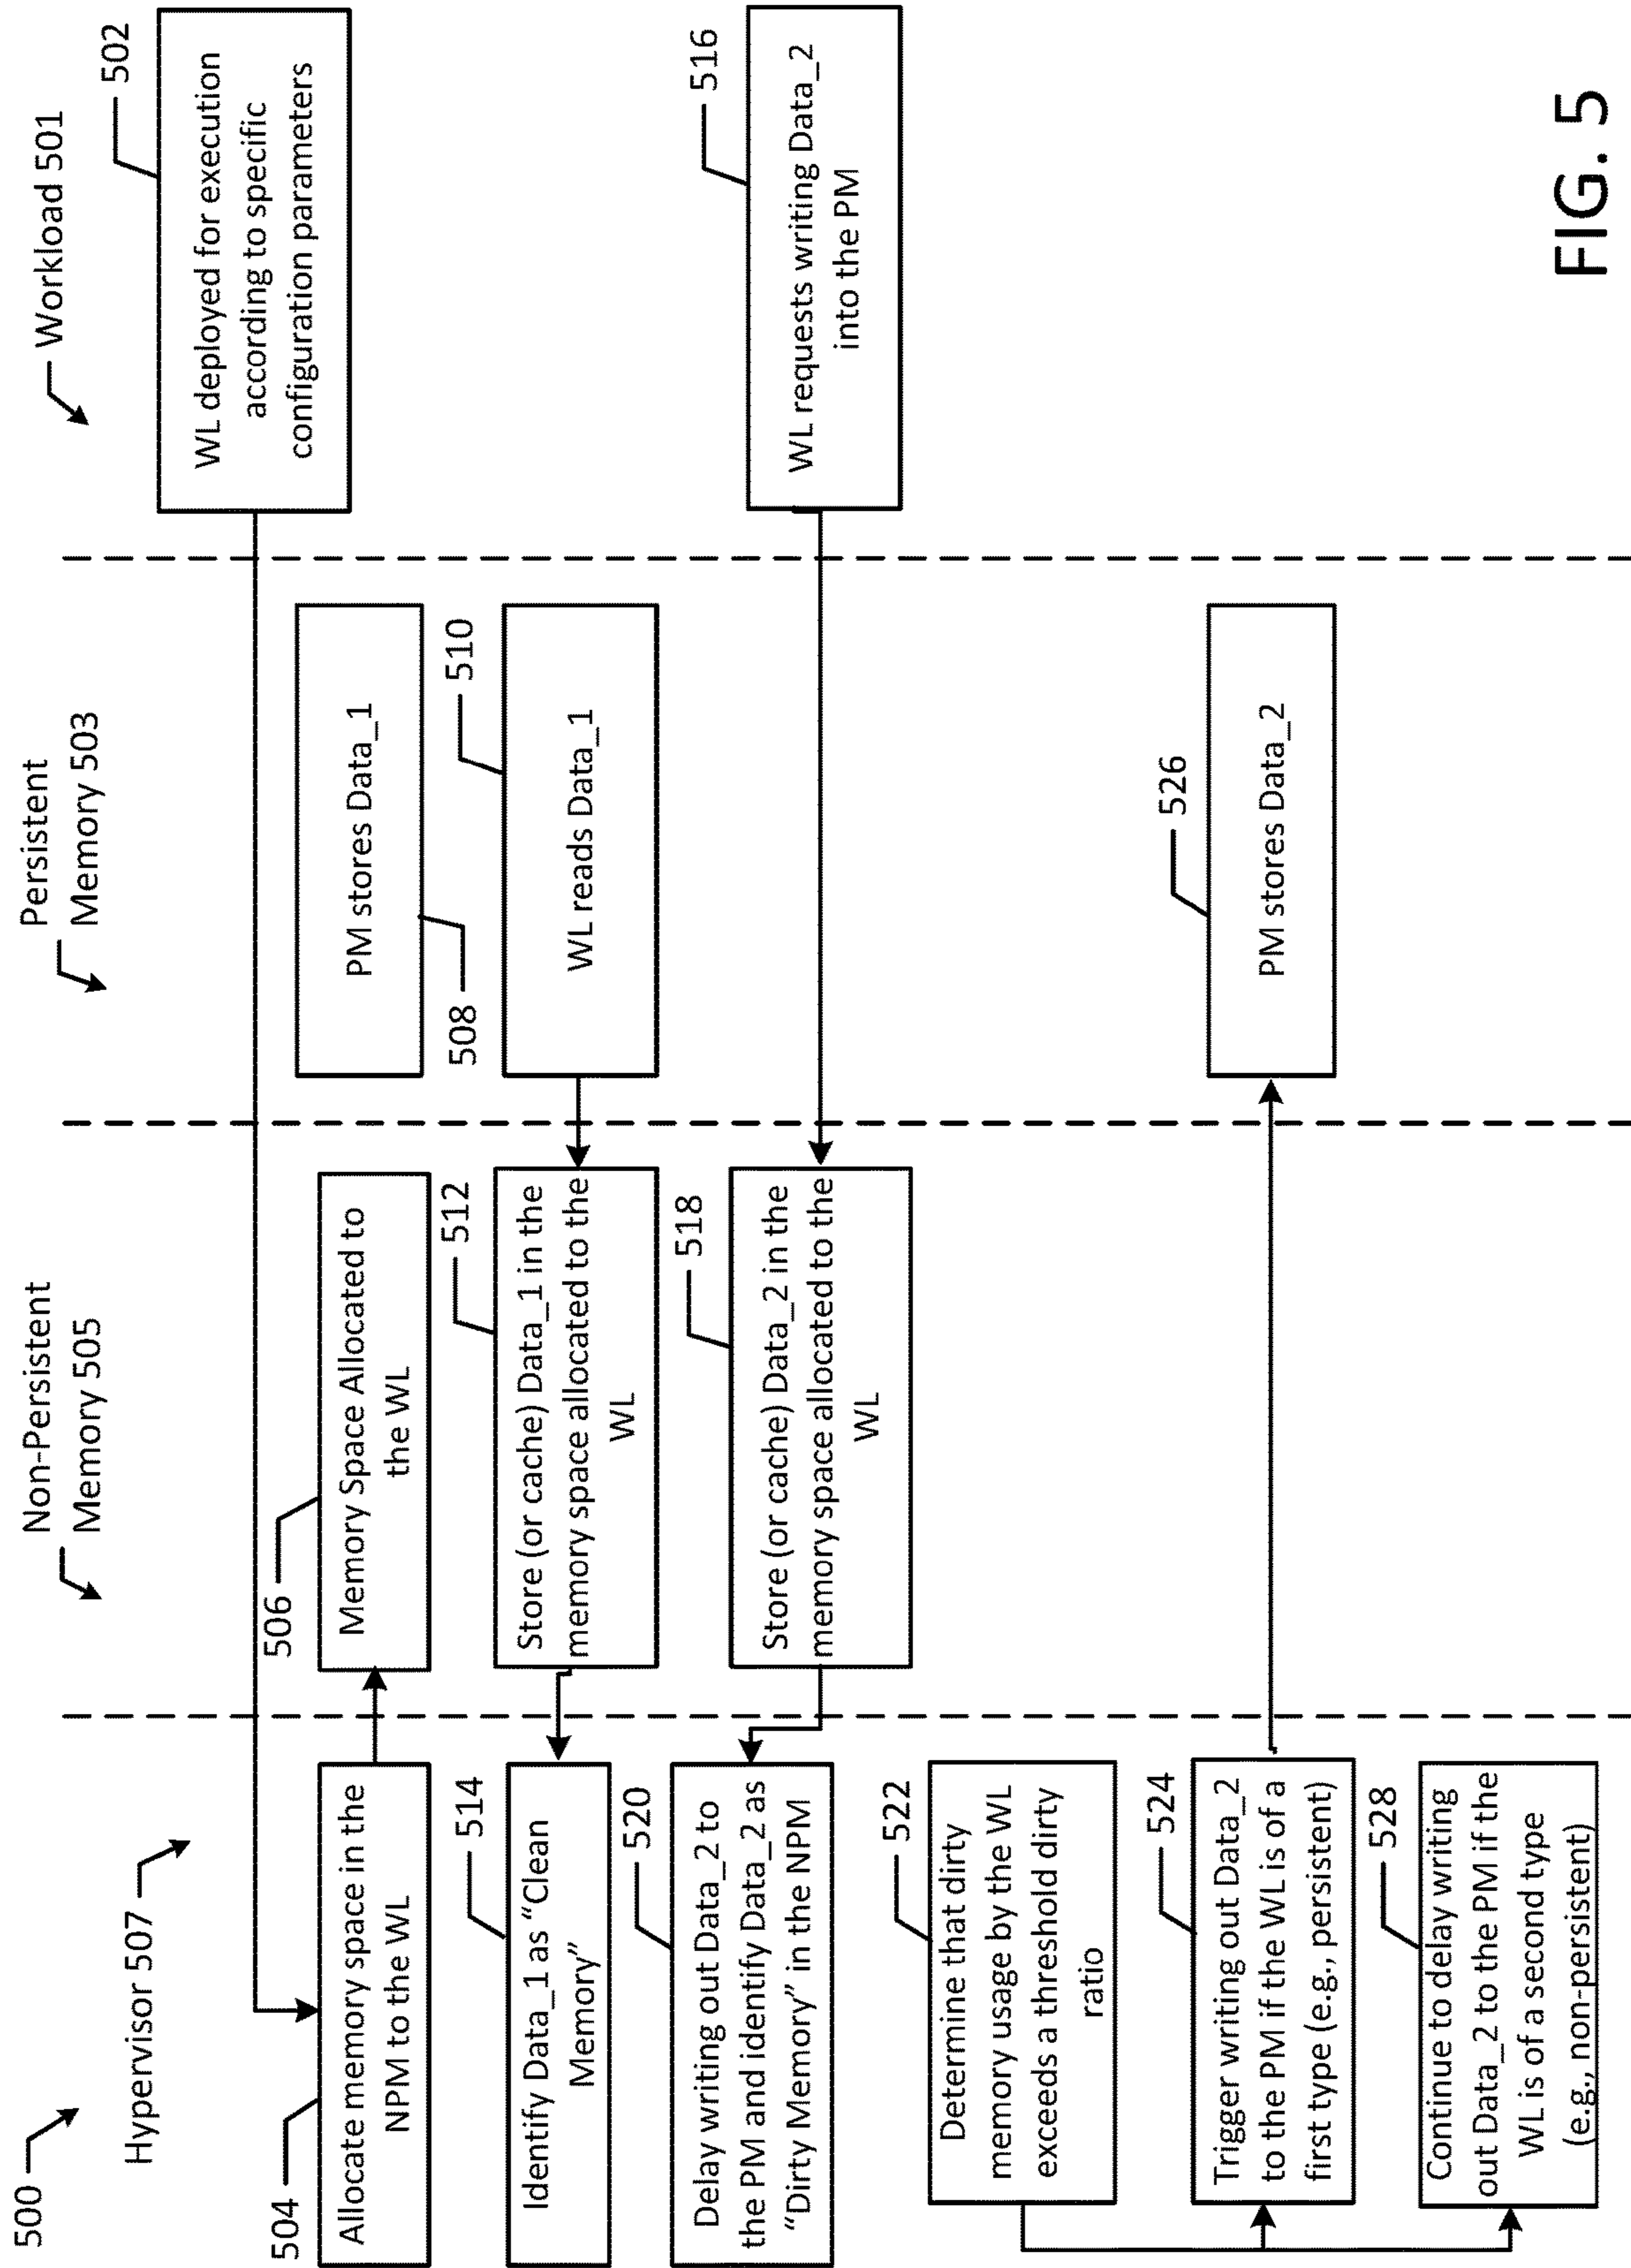 500
Hypervisor 507
Non-Persistent
Memory 505
Persistent
Memory 503
Workload 501
502
WL deployed for execution
according to specific
configuration parameters
504
Allocate memory space in the
NPM to the WL
506
Memory Space Allocated to
the WL
PM stores Data_1
508
510
WL reads Data_1
512
Store (or cache) Data_1 in the
memory space allocated to the
WL
514
Identify Data_1 as “Clean
Memory”
516
WL requests writing Data_2
into the PM
518
Store (or cache) Data_2 in the
memory space allocated to the
WL
520
Delay writing out Data_2 to
the PM and identify Data_2 as
“Dirty Memory” in the NPM
522
Determine that dirty
memory usage by the WL
exceeds a threshold dirty
ratio
524
Trigger writing out Data_2
to the PM if the WL is of a
first type (e.g., persistent)
526
PM stores Data_2
528
Continue to delay writing
out Data_2 to the PM if the
WL is of a second type
(e.g., non-persistent)
FIG. 5